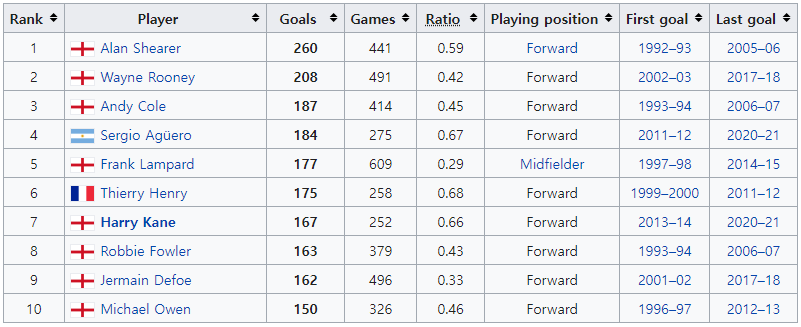 Rank Player Goals Games Ratio Playing position First goal Last goal
1 Alan Shearer 260 441 0.59 Forward 1992–93 2005–06
2 Wayne Rooney 208 491 0.42 Forward 2002–03 2017–18
3 Andy Cole 187 414 0.45 Forward 1993–94 2006–07
4 Sergio Agüero 184 275 0.67 Forward 2011–12 2020–21
5 Frank Lampard 177 609 0.29 Midfielder 1997–98 2014–15
6 Thierry Henry 175 258 0.68 Forward 1999–2000 2011–12
7 Harry Kane 167 252 0.66 Forward 2013–14 2020–21
8 Robbie Fowler 163 379 0.43 Forward 1993–94 2006–07
9 Jermain Defoe 162 496 0.33 Forward 2001–02 2017–18
10 Michael Owen 150 326 0.46 Forward 1996–97 2012–13